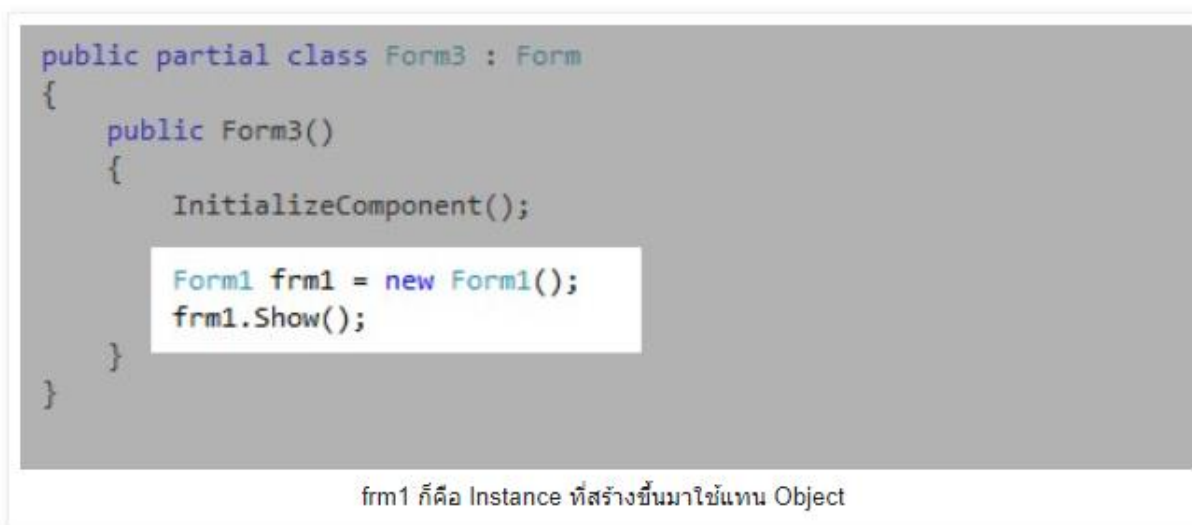 public partial class Form3 : Form
{
public Form3()
{
InitializeComponent();
Form1 frm1 = new Form1();
frm1.Show();
}
}
frm1 ก็คือ Instance ที่สร้างขึ้นมาใช้แทน Object